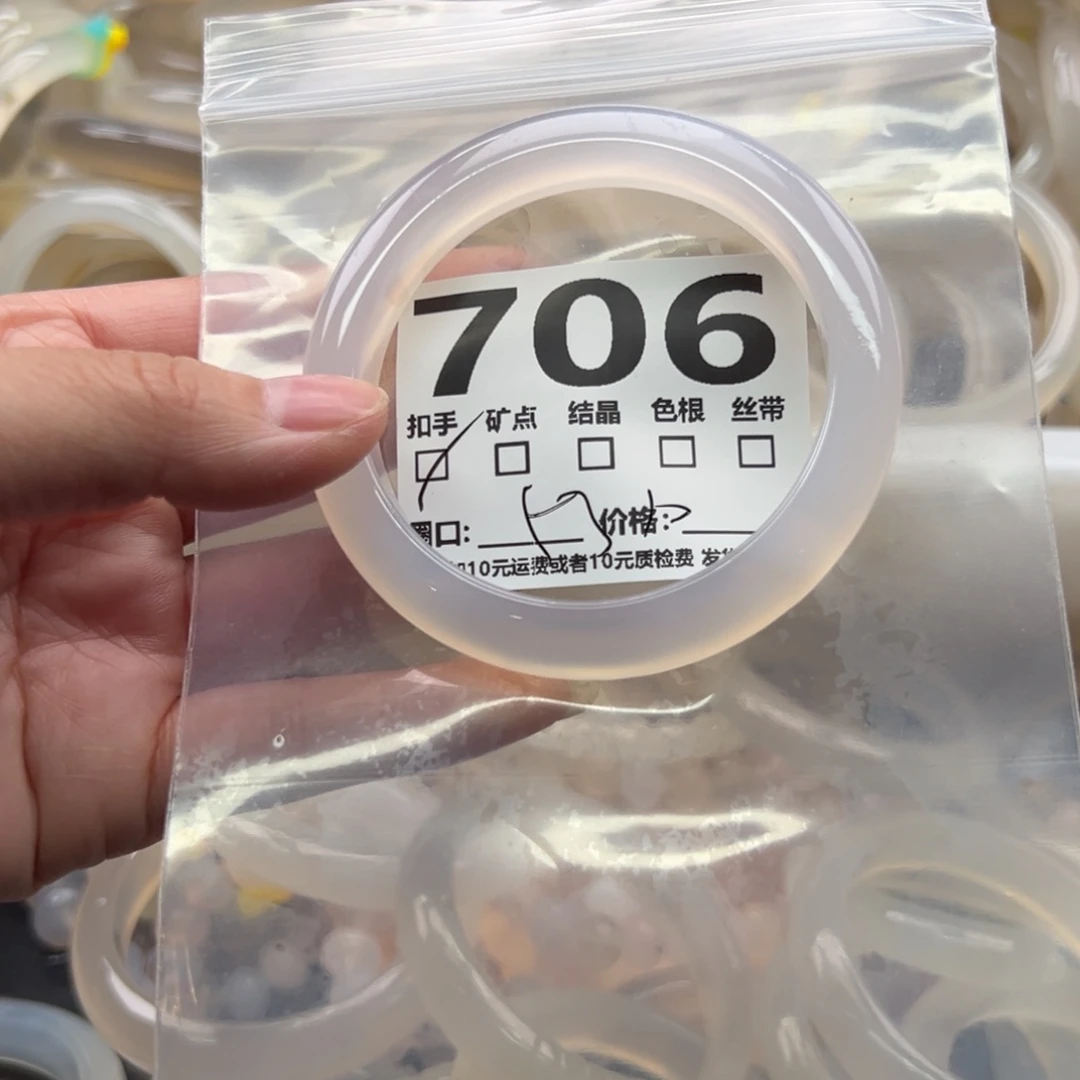 706
扣手 矿点 结晶 色根 丝带
圈口: 价格:
10元运费或者10元质检费 发